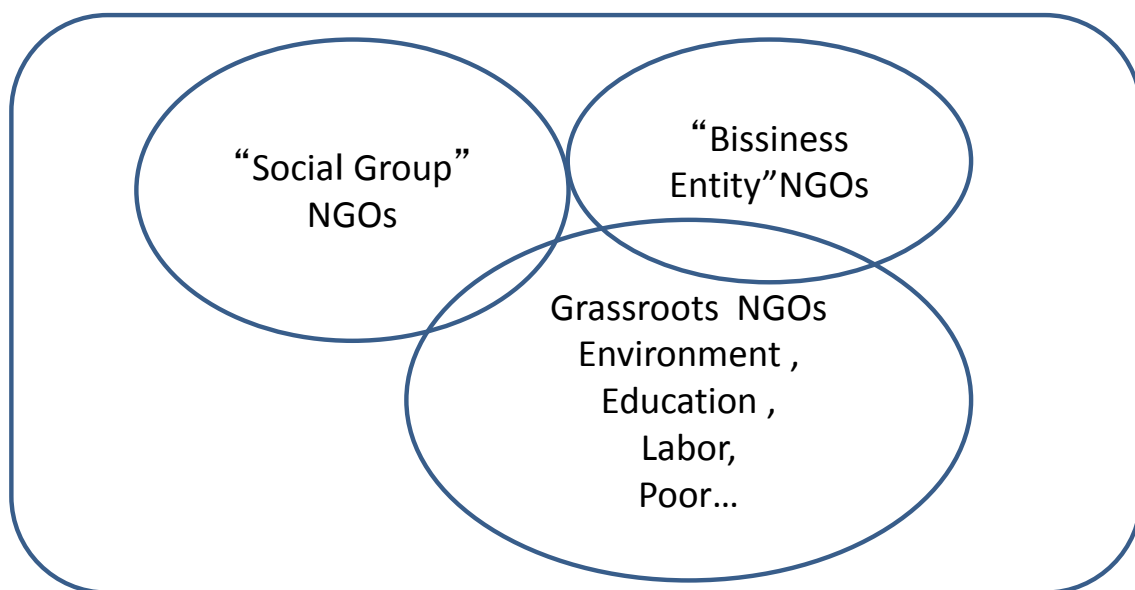 “Social Group”
NGOs
“Bissiness
Entity”NGOs
Grassroots NGOs
Environment ,
Education ,
Labor,
Poor…